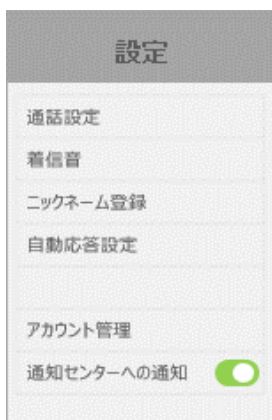 設定
通話設定
着信音
ニックネーム登録
自動応答設定
アカウント管理
通知センターへの通知